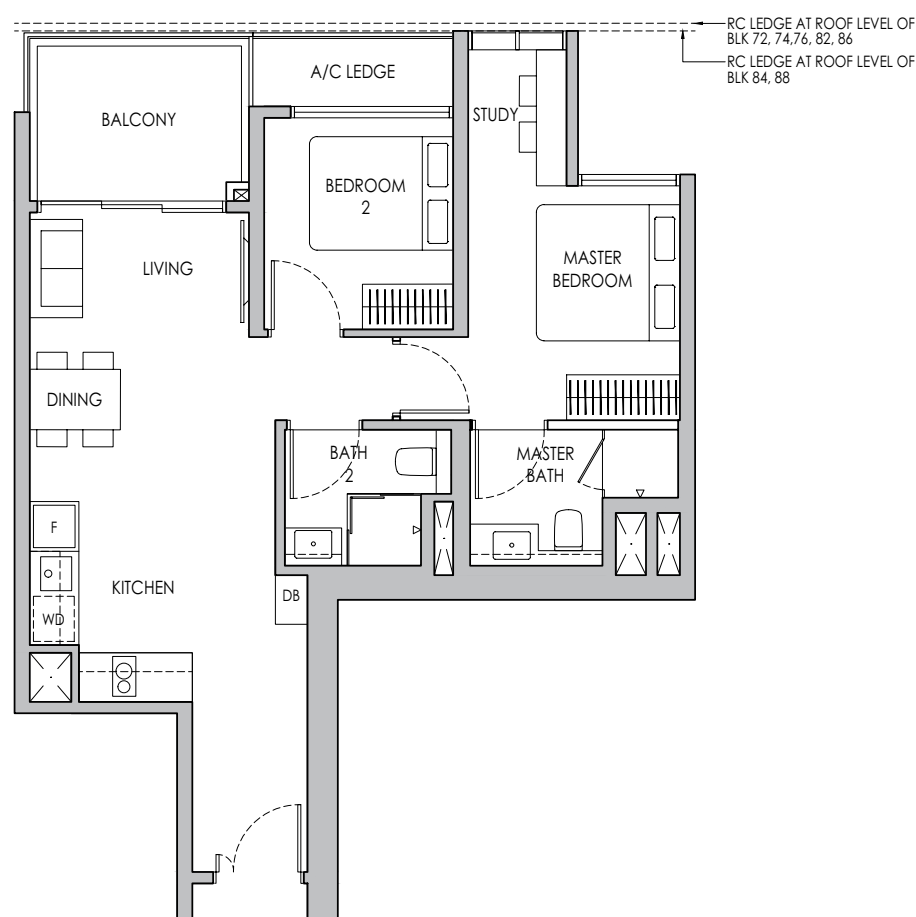 RC LEDGE AT ROOF LEVEL OF
BLK 72, 74,76, 82, 86
RC LEDGE AT ROOF LEVEL OF
BLK 84, 88
A/C LEDGE
BALCONY
STUDY
BEDROOM
2
LIVING
MASTER
BEDROOM
DINING
BATH
2
MASTER
BATH
F
KITCHEN
DB
WD